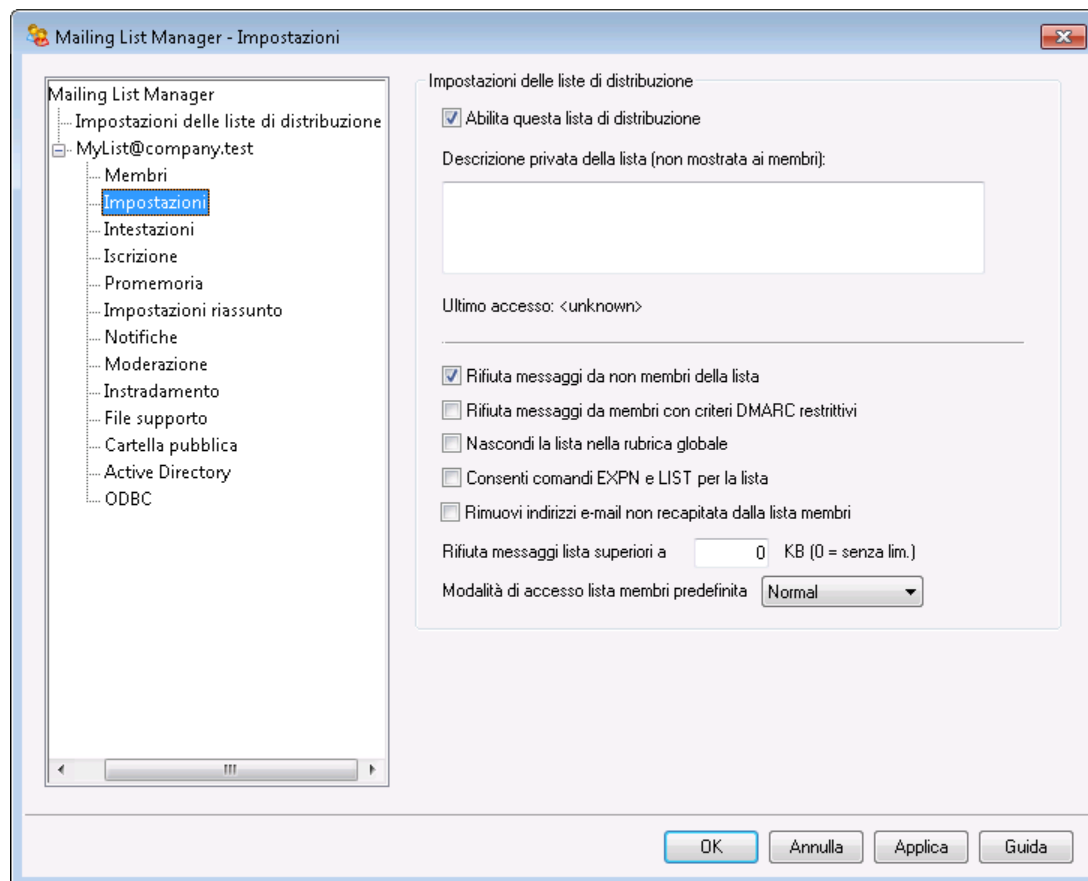 Mailing List Manager - Impostazioni
Mailing List Manager
Impostazioni delle liste di distribuzione
MyList@company.test
Membri
Impostazioni
Intestazioni
Iscrizione
Promemoria
Impostazioni riassunto
Notifiche
Moderazione
Instradamento
File supporto
Cartella pubblica
Active Directory
ODBC
Impostazioni delle liste di distribuzione
Abilita questa lista di distribuzione
Descrizione privata della lista (non mostrata ai membri):
Ultimo accesso: <unknown>
Rifiuta messaggi da non membri della lista
Rifiuta messaggi da membri con criteri DMARC restrittivi
Nascondi la lista nella rubrica globale
Consenti comandi EXPN e LIST per la lista
Rimuovi indirizzi e-mail non recapitata dalla lista membri
Rifiuta messaggi lista superiori a 0 KB (0 = senza lim.)
Modalità di accesso lista membri predefinita Normal
OK Annulla Applica Guida